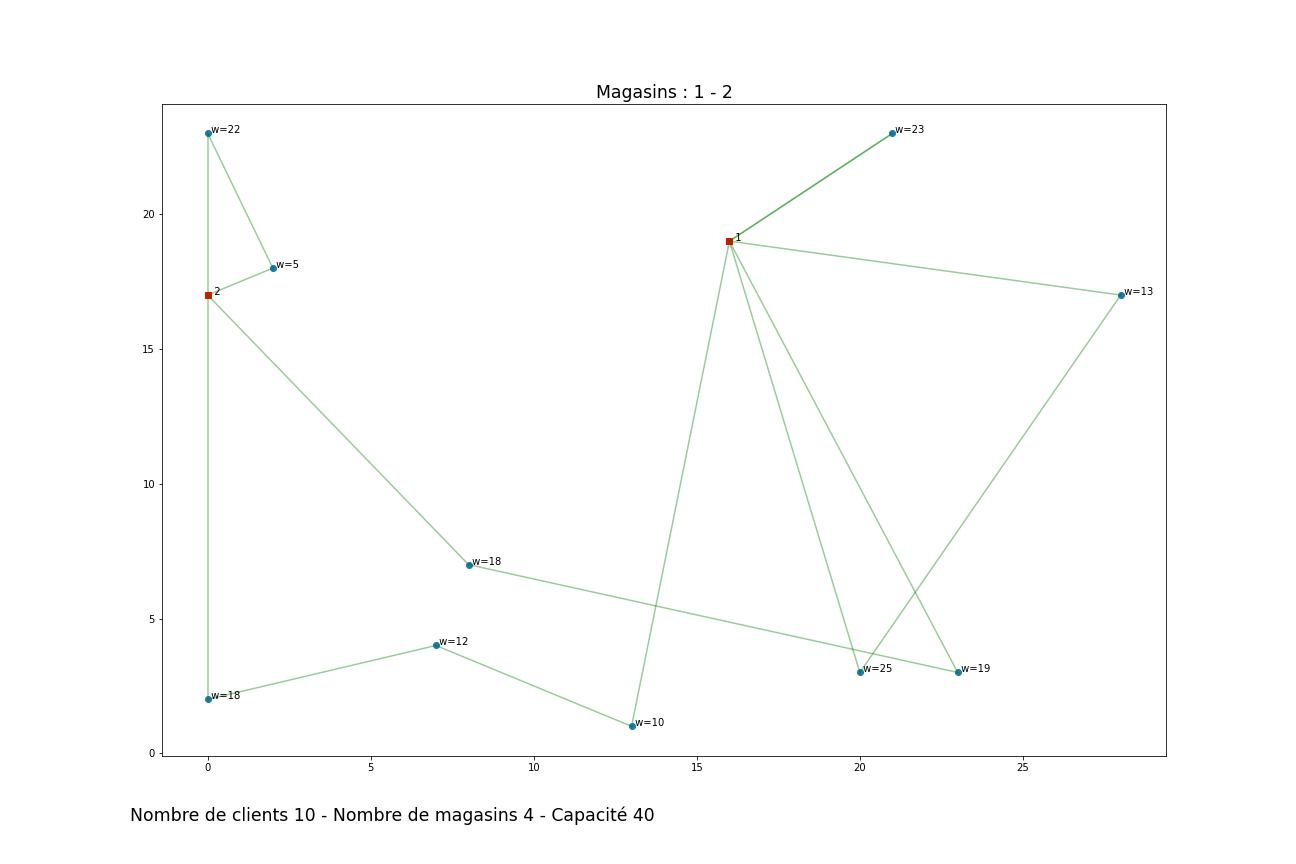 Magasins : 1 - 2
w=22
w=23
1
w=5
2
w=13
20
15
10
5
0
w=18
w=12
w=25
w=19
w=18
w=10
0
5
10
15
20
25
Nombre de clients 10 - Nombre de magasins 4 - Capacité 40